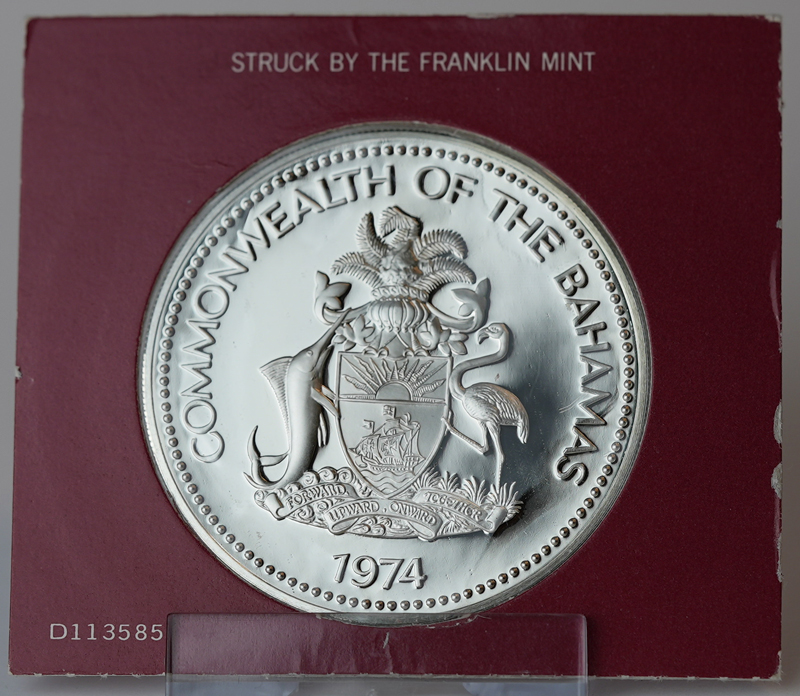 STRUCK BY THE FRANKLIN MINT
COMMONWEALTH OF THE BAHAMAS
FORWARD, UPWARD, ONWARD TOGETHER
1974
D113585